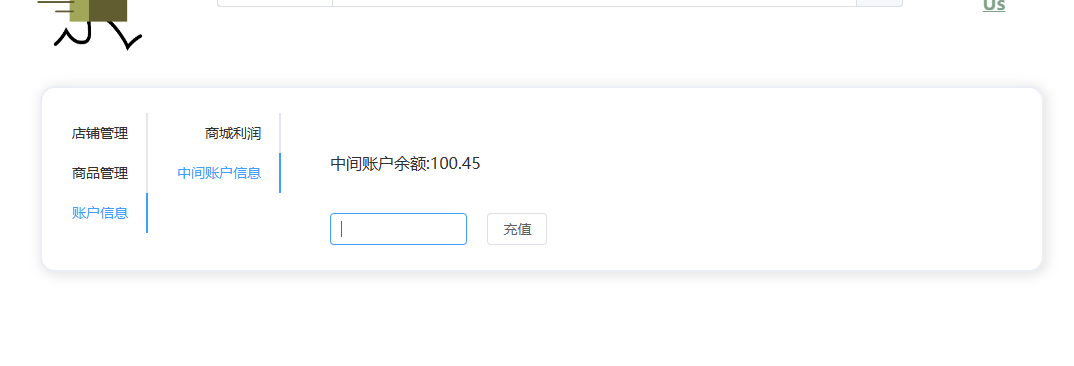 Us
店铺管理
商城利润
商品管理
中间账户信息
账户信息
中间账户余额:100.45
充值